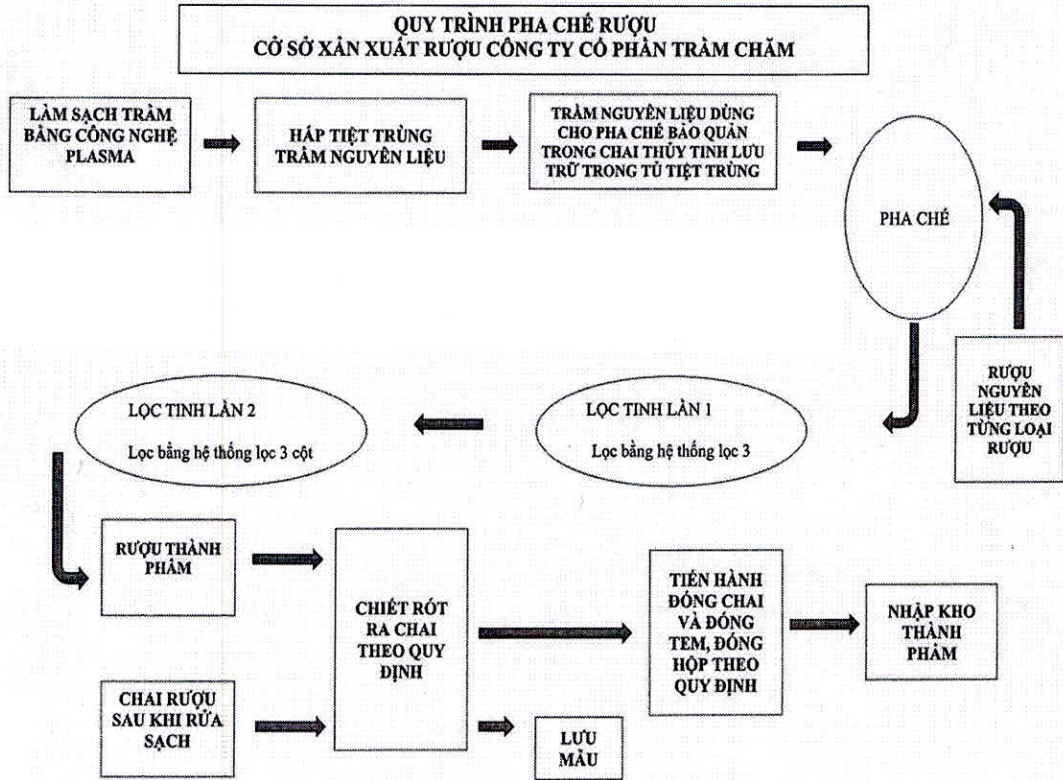 QUY TRÌNH PHA CHẾ RƯỢU
CỞ SỞ XẢN XUẤT RƯỢU CÔNG TY CỔ PHẦN TRẦM CHĂM
LÀM SẠCH TRẦM
BẰNG CÔNG NGHỆ
PLASMA
HẤP TIỆT TRÙNG
TRẦM NGUYÊN LIỆU
TRẦM NGUYÊN LIỆU DÙNG
CHO PHA CHẾ BẢO QUẢN
TRONG CHAI THỦY TINH LƯU
TRỮ TRONG TỦ TIỆT TRÙNG
PHA CHẾ
RƯỢU
NGUYÊN
LIỆU THEO
TỪNG LOẠI
RƯỢU
LỌC TINH LẦN 1
Lọc bằng hệ thống lọc 3
LỌC TINH LẦN 2
Lọc bằng hệ thống lọc 3 cột
RƯỢU THÀNH
PHẨM
CHAI RƯỢU
SAU KHI RỬA
SẠCH
CHIẾT RÓT
RA CHAI
THEO QUY
ĐỊNH
LƯU
MẪU
TIẾN HÀNH
ĐÓNG CHAI
VÀ ĐÓNG
TEM, ĐÓNG
HỘP THEO
QUY ĐỊNH
NHẬP KHO
THÀNH
PHẨM